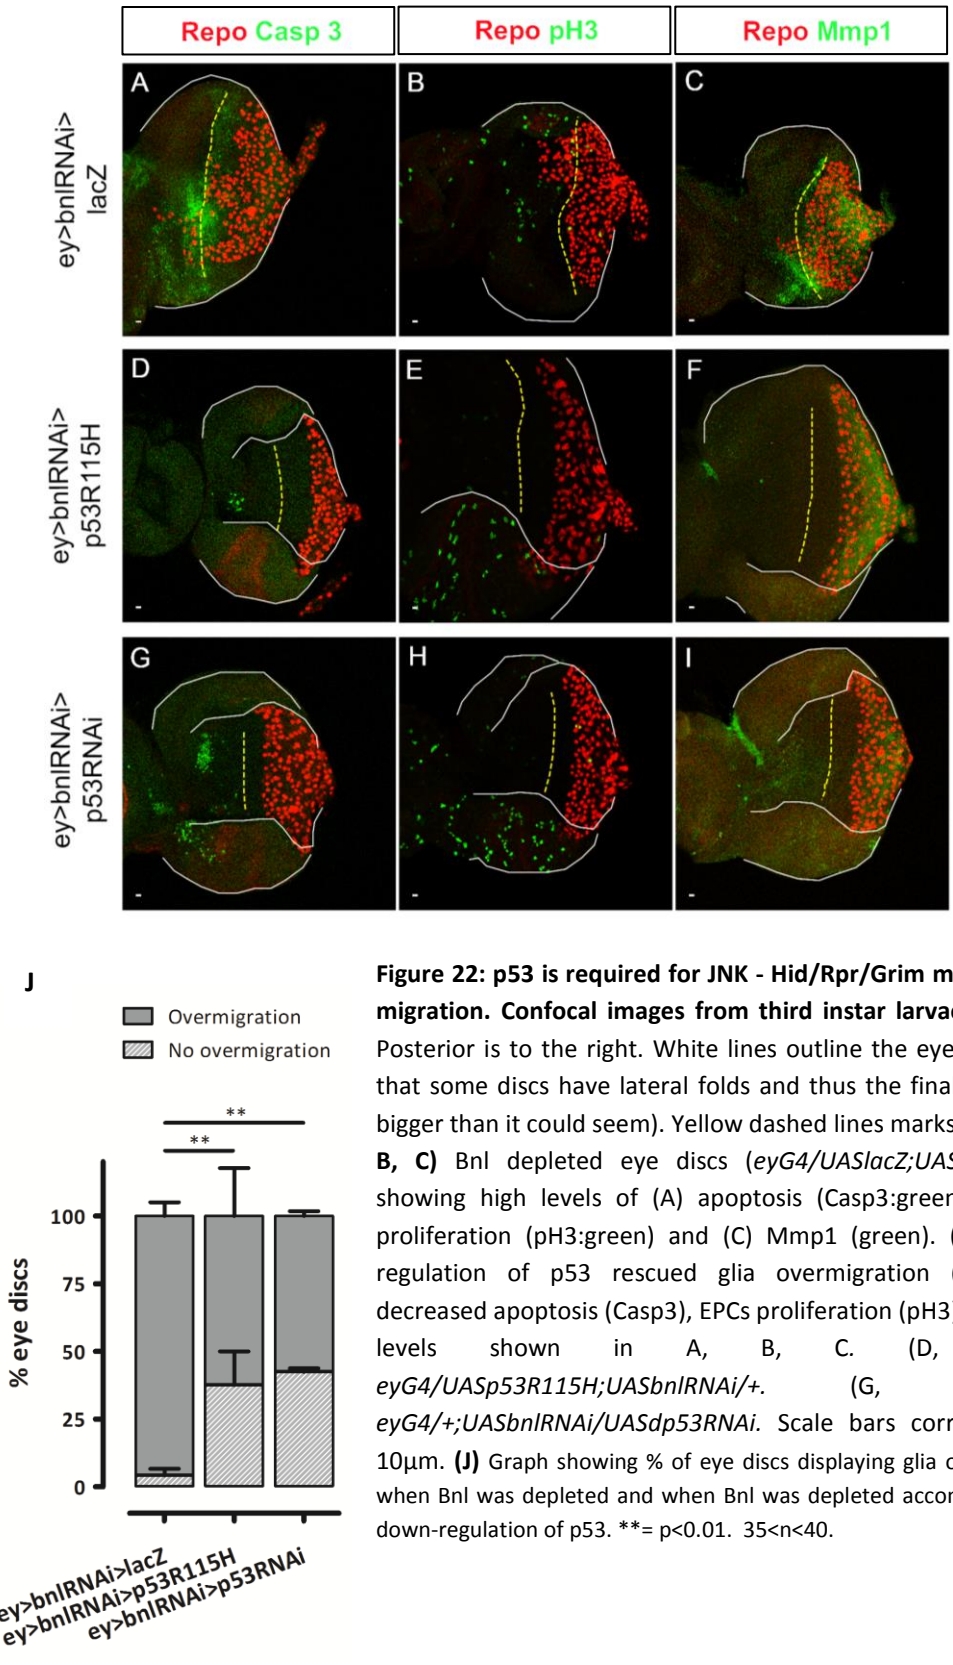 Repo Casp 3
Repo pH3
Repo Mmp1
ey>bnlRNAi>
lacZ
A
B
C
ey>bnlRNAi>
p53R115H
D
E
F
ey>bnlRNAi>
p53RNAi
G
H
I
J
Overmigration
No overmigration
**
**
% eye discs
100
75
50
25
0
ey>bnlRNAi>lacZ
ey>bnlRNAi>p53R115H
ey>bnlRNAi>p53RNAi
Figure 22: p53 is required for JNK - Hid/Rpr/Grim m
migration. Confocal images from third instar larva
Posterior is to the right. White lines outline the eye
that some discs have lateral folds and thus the fina
bigger than it could seem). Yellow dashed lines marks
B, C) Bnl depleted eye discs (eyG4/UASlacZ;UAS
showing high levels of (A) apoptosis (Casp3:green
proliferation (pH3:green) and (C) Mmp1 (green). (
regulation of p53 rescued glia overmigration (
decreased apoptosis (Casp3), EPCs proliferation (pH3)
levels shown in A, B, C. (D,
eyG4/UASp53R115H;UASbnlRNAi/+. (G,
eyG4/+;UASbnlRNAi/UASdp53RNAi. Scale bars corr
10µm. (J) Graph showing % of eye discs displaying glia o
when Bnl was depleted and when Bnl was depleted accor
down-regulation of p53. **= p<0.01. 35<n<40.